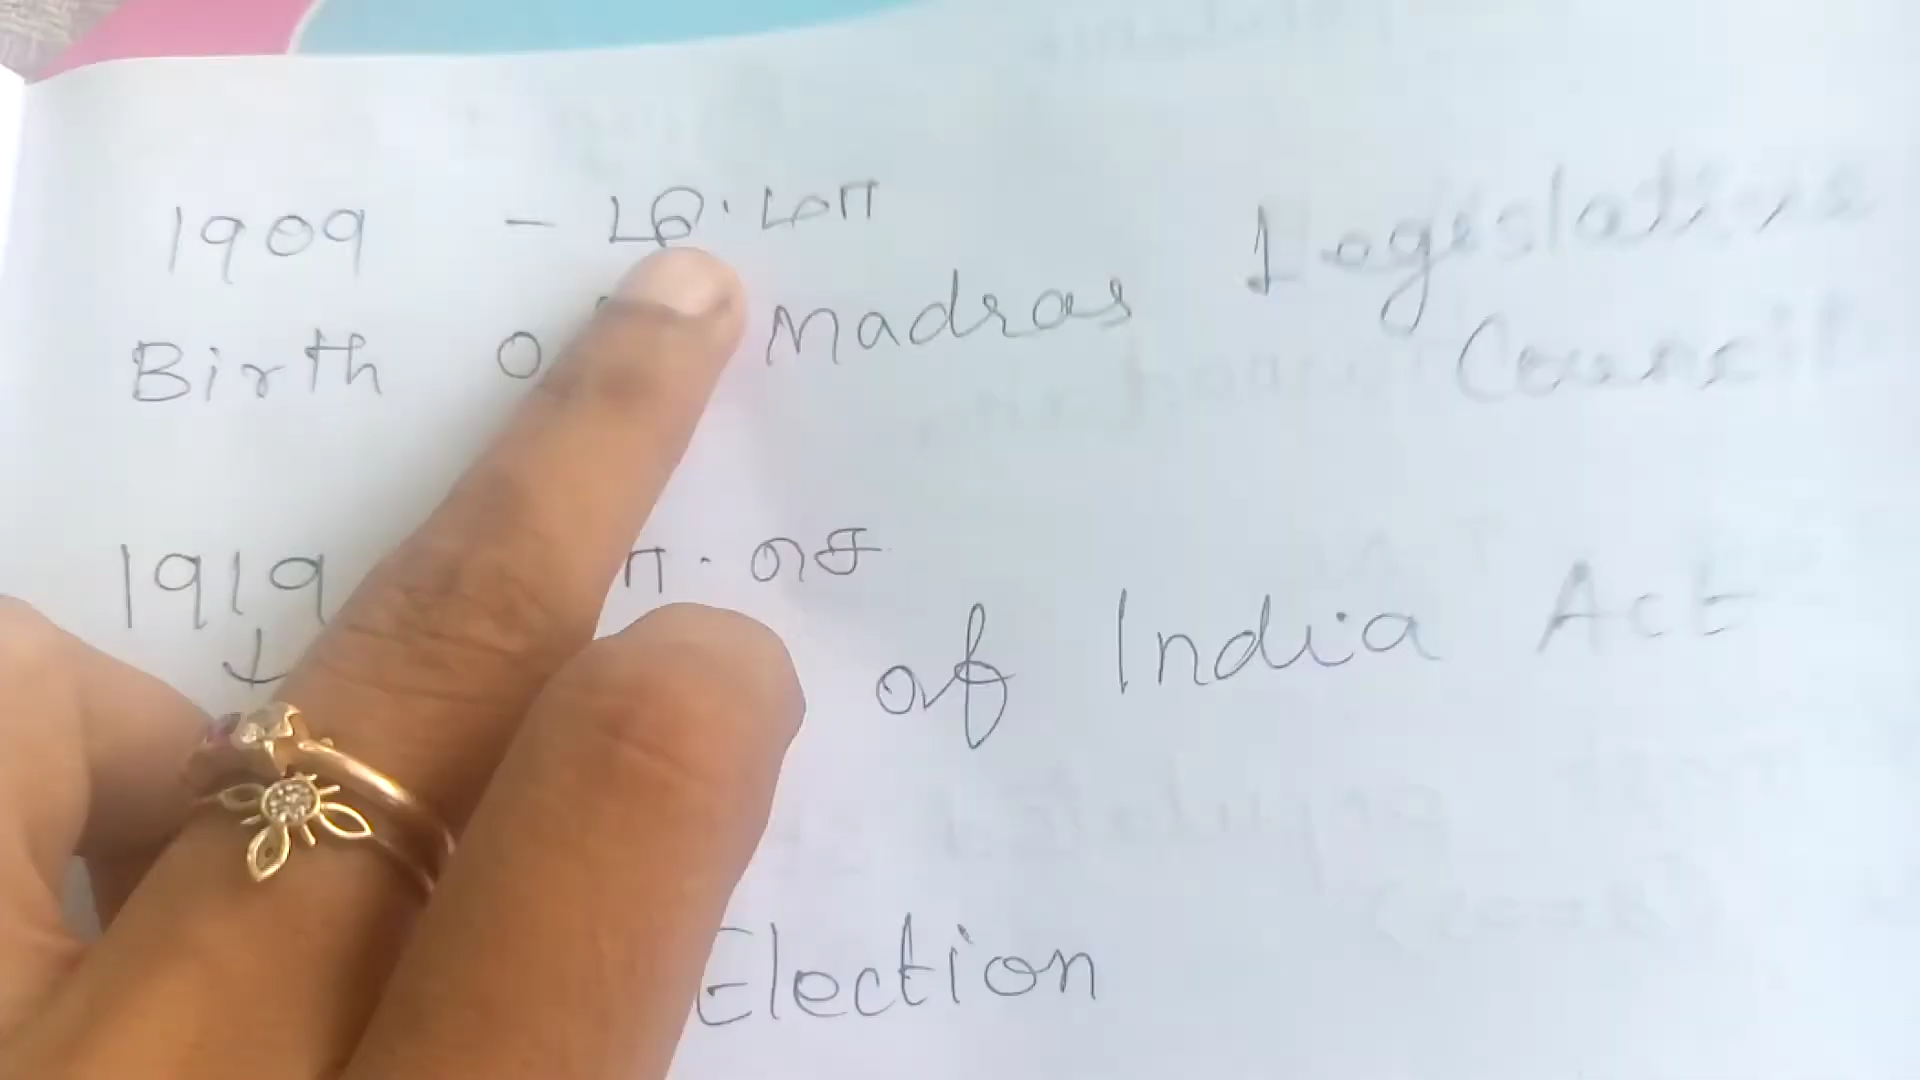 1909 - மி.மா
Birth Madras Legislative
Council
1919 ா.செ
of India Act
Election